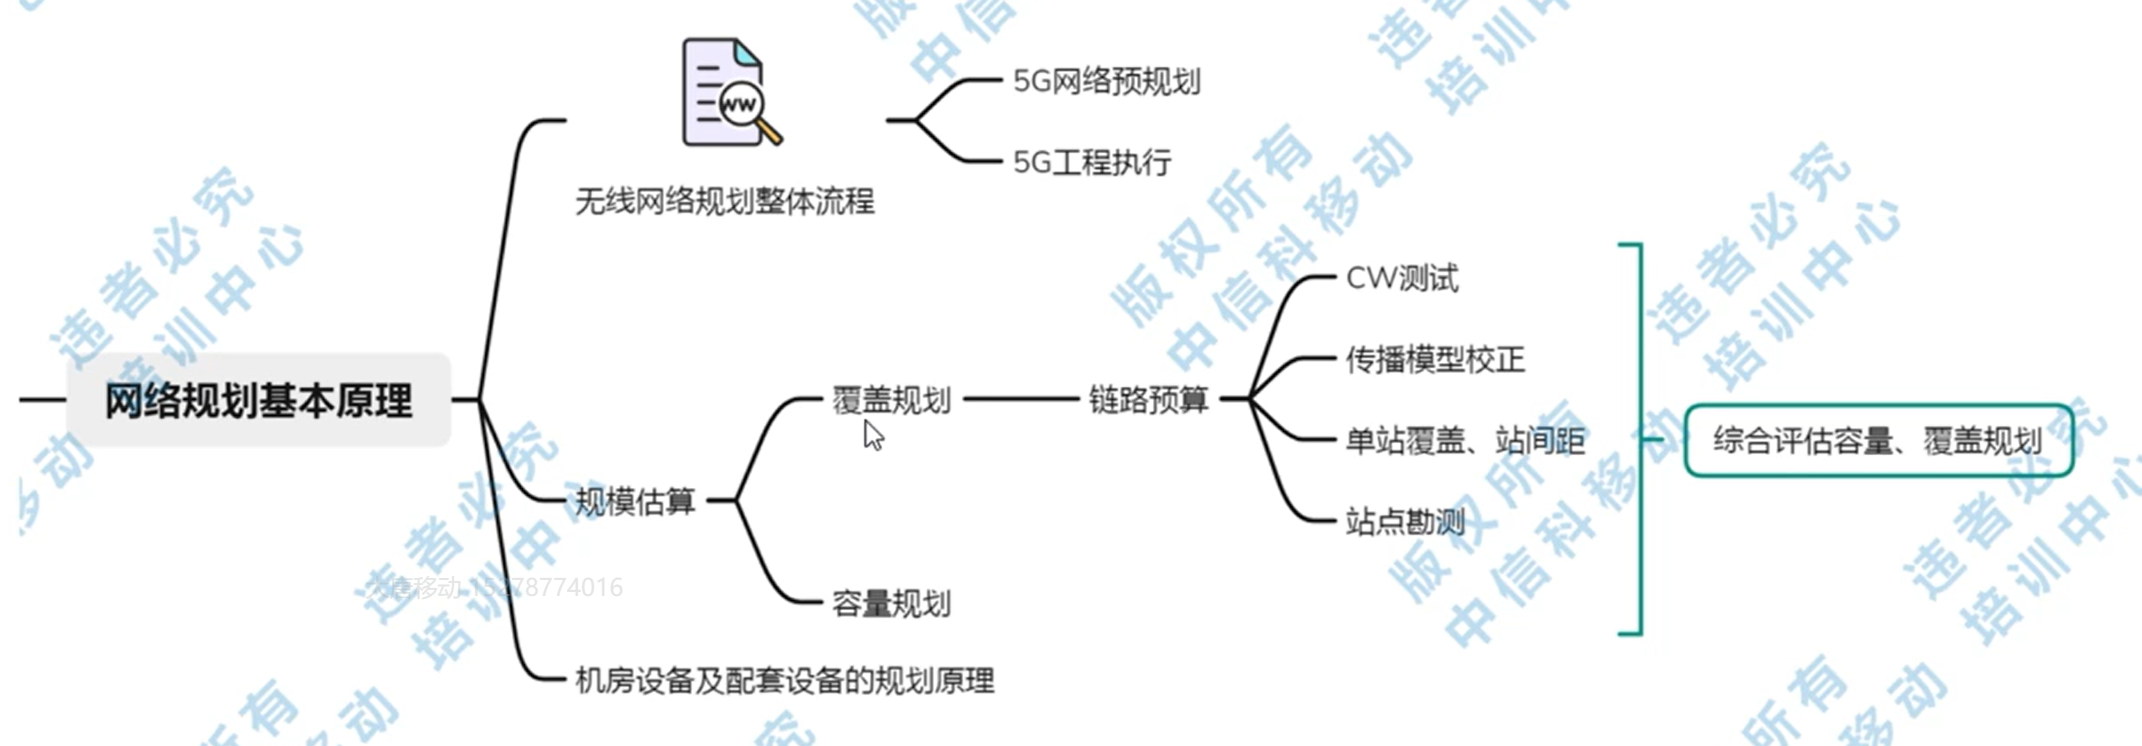 WW
5G网络预规划
5G工程执行
无线网络规划整体流程
CW测试
传播模型校正
网络规划基本原理
覆盖规划
链路预算
单站覆盖、站间距
综合评估容量、覆盖规划
规模估算
站点勘测
大唐移动 15278774016
容量规划
机房设备及配套设备的规划原理
版权所有
中信科移动
违者必究
培训中心